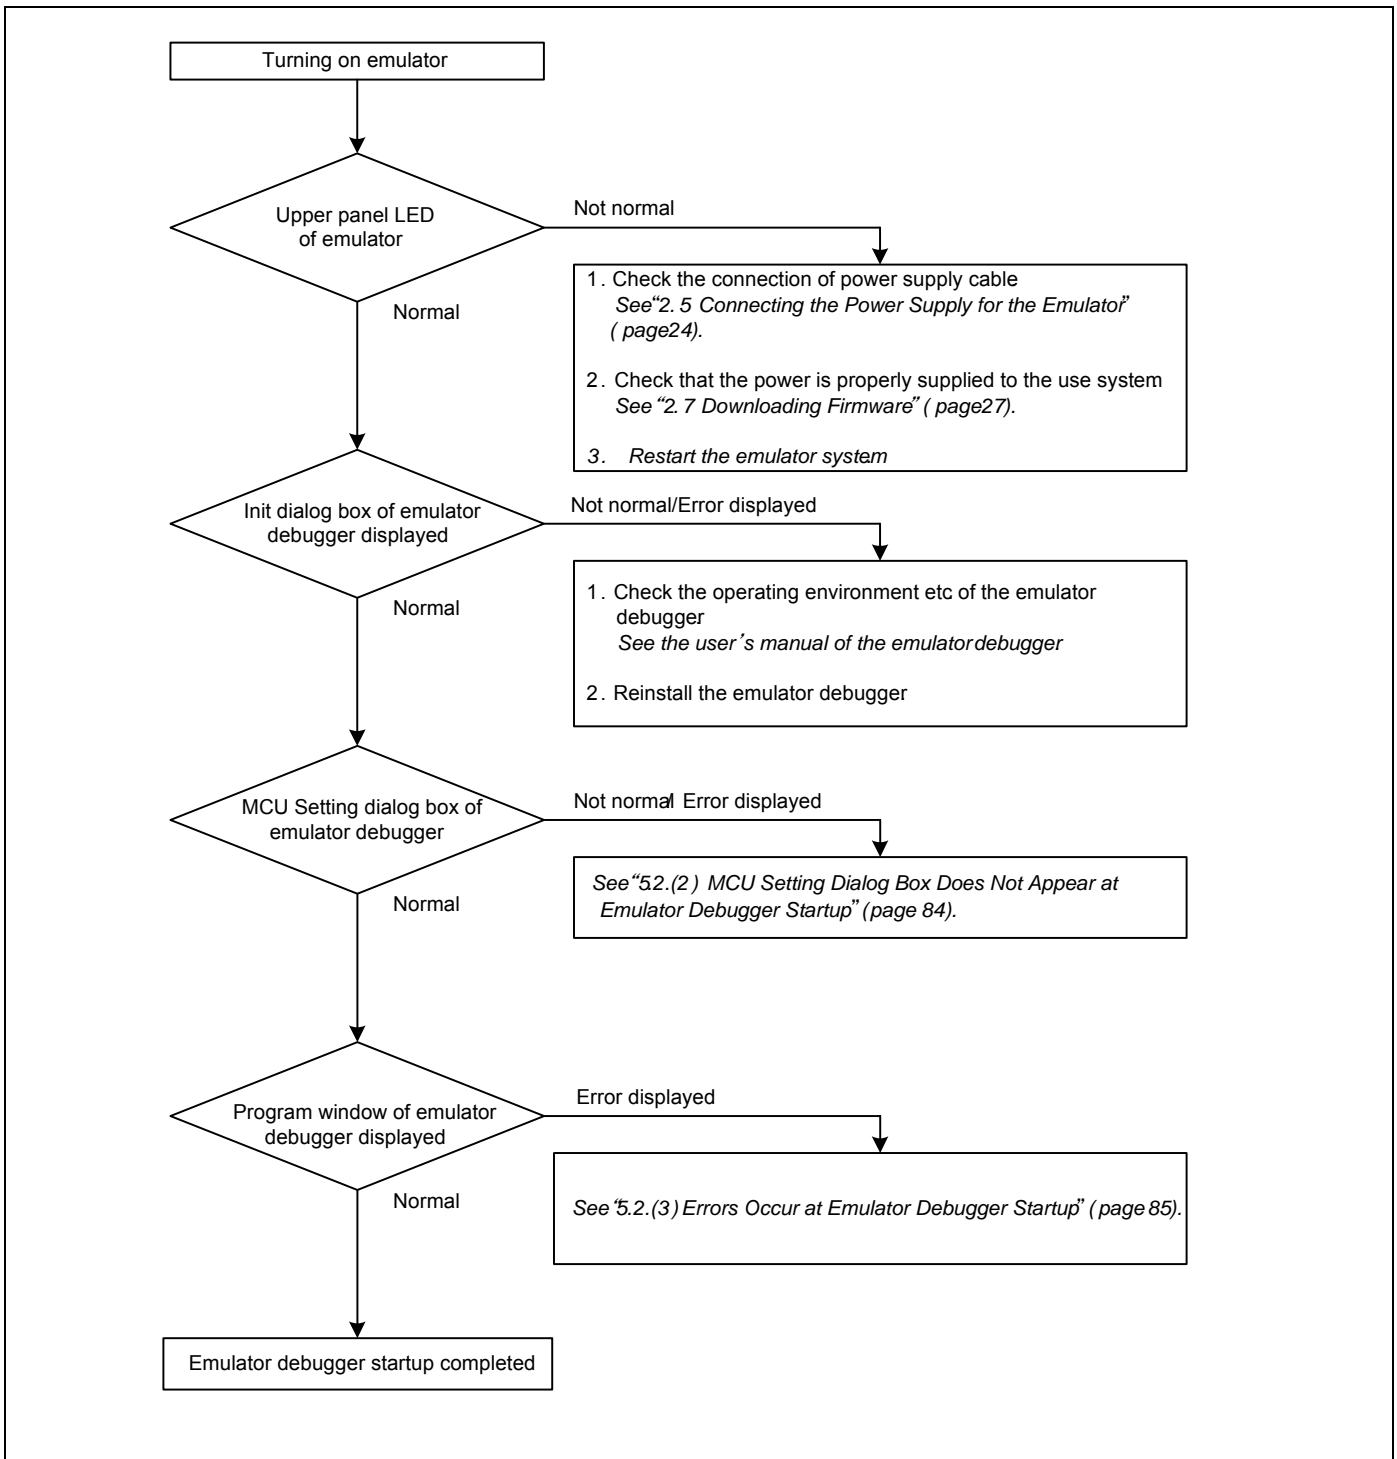 Turning on emulator
Upper panel LED
of emulator
Not normal
Normal
1. Check the connection of power supply cable
See “2. 5 Connecting the Power Supply for the Emulator”
( page24).
2. Check that the power is properly supplied to the use system
See “2. 7 Downloading Firmware” ( page27).
3. Restart the emulator system
Init dialog box of emulator
debugger displayed
Not normal/Error displayed
Normal
1. Check the operating environment etc of the emulator
debugger
See the user’s manual of the emulator debugger
2. Reinstall the emulator debugger
MCU Setting dialog box of
emulator debugger
Not normal/ Error displayed
Normal
See “5.2.(2) MCU Setting Dialog Box Does Not Appear at
Emulator Debugger Startup” (page 84).
Program window of emulator
debugger displayed
Error displayed
Normal
See “5.2.(3) Errors Occur at Emulator Debugger Startup” ( page 85).
Emulator debugger startup completed